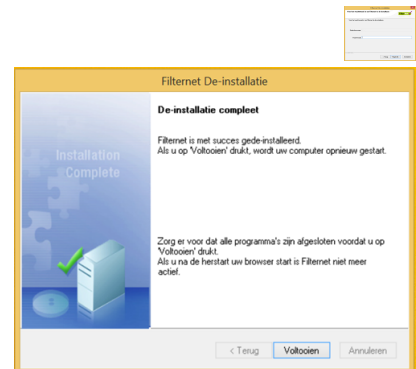 Filternet De-installatie
Installation
Complete
De-installatie compleet
Filternet is met succes gede-installeerd.
Als u op 'Voltooien' drukt, wordt uw computer opnieuw gestart.
Zorg er voor dat alle programma's zijn afgesloten voordat u op
'Voltooien' drukt.
Als u na de herstart uw browser start is Filternet niet meer
actief.
< Terug
Voltooien
Annuleren